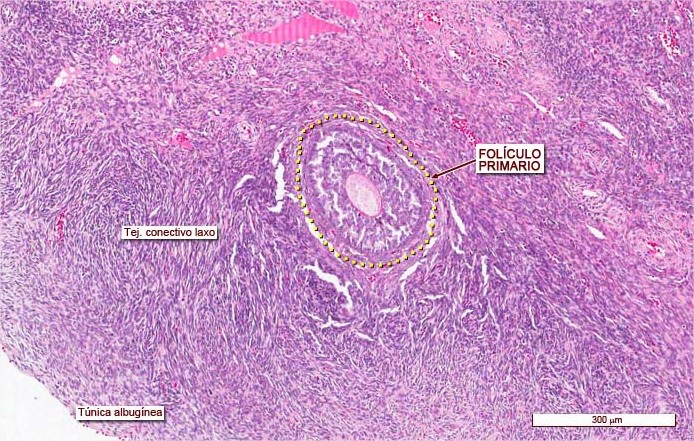 FOLÍCULO
PRIMARIO
Tej. conectivo laxo
Túnica albugínea
300 µm